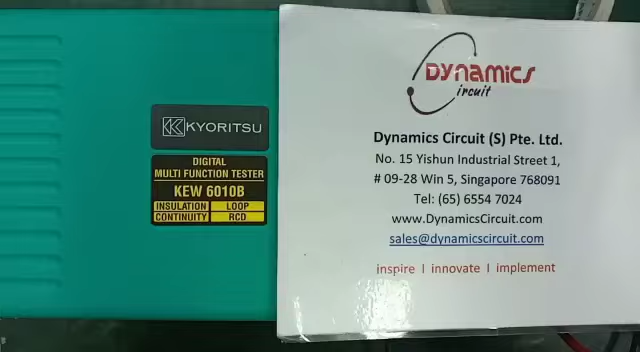 KYORITSU
DIGITAL
MULTI FUNCTION TESTER
KEW 6010B
INSULATION LOOP
CONTINUITY RCD
DYNAMICS
ircuit
Dynamics Circuit (S) Pte. Ltd.
No. 15 Yishun Industrial Street 1,
# 09-28 Win 5, Singapore 768091
Tel: (65) 6554 7024
www.DynamicsCircuit.com
sales@dynamicscircuit.com
inspire I innovate I implement